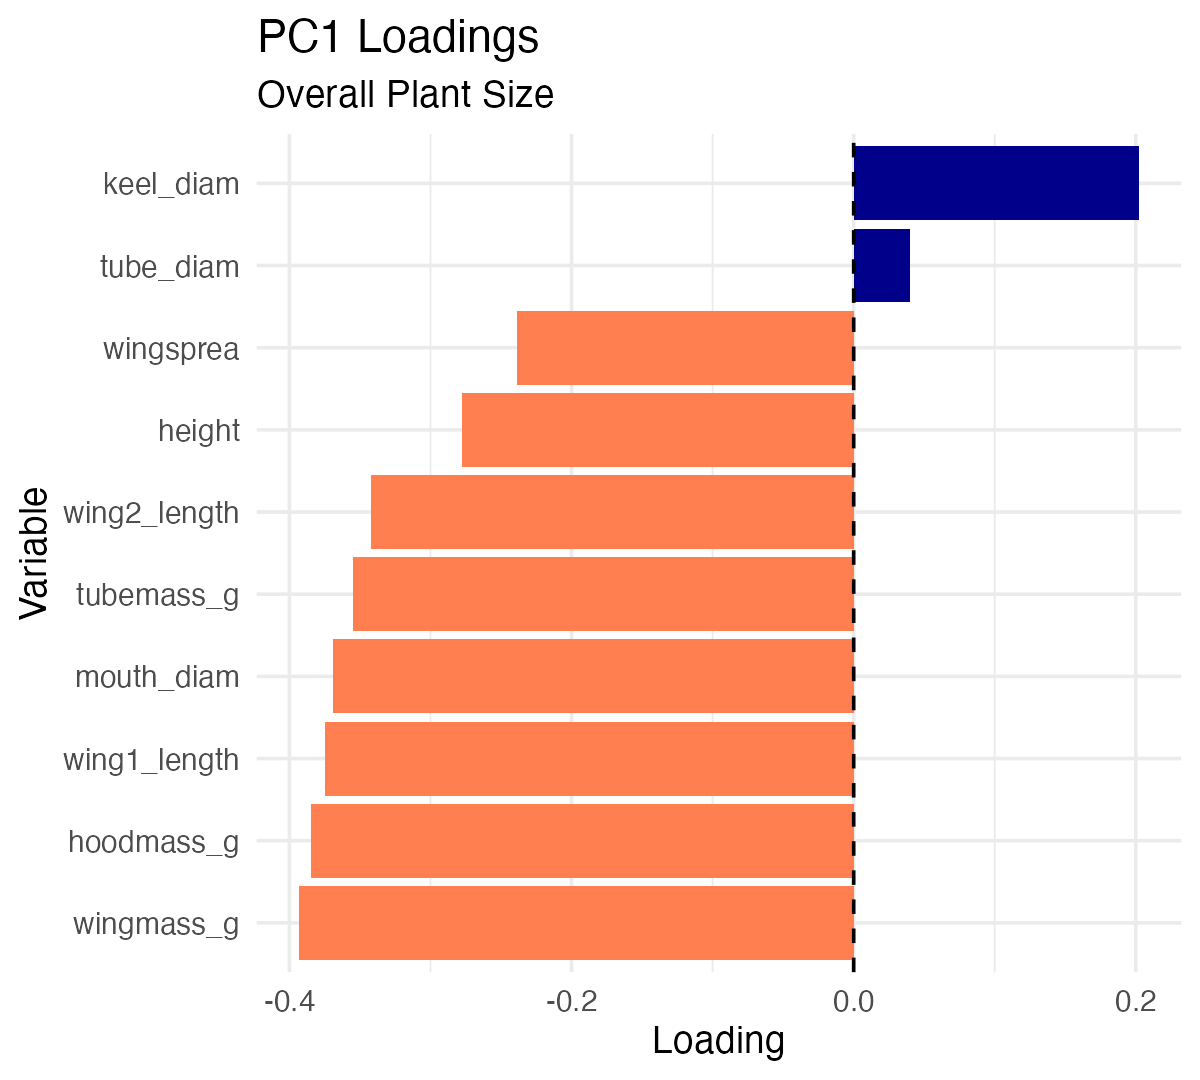 PC1 Loadings
Overall Plant Size
keel_diam
tube_diam
wingsprea
height
wing2_length
tubemass_g
mouth_diam
wing1_length
hoodmass_g
wingmass_g
Variable
-0.4 -0.2 0.0 0.2
Loading